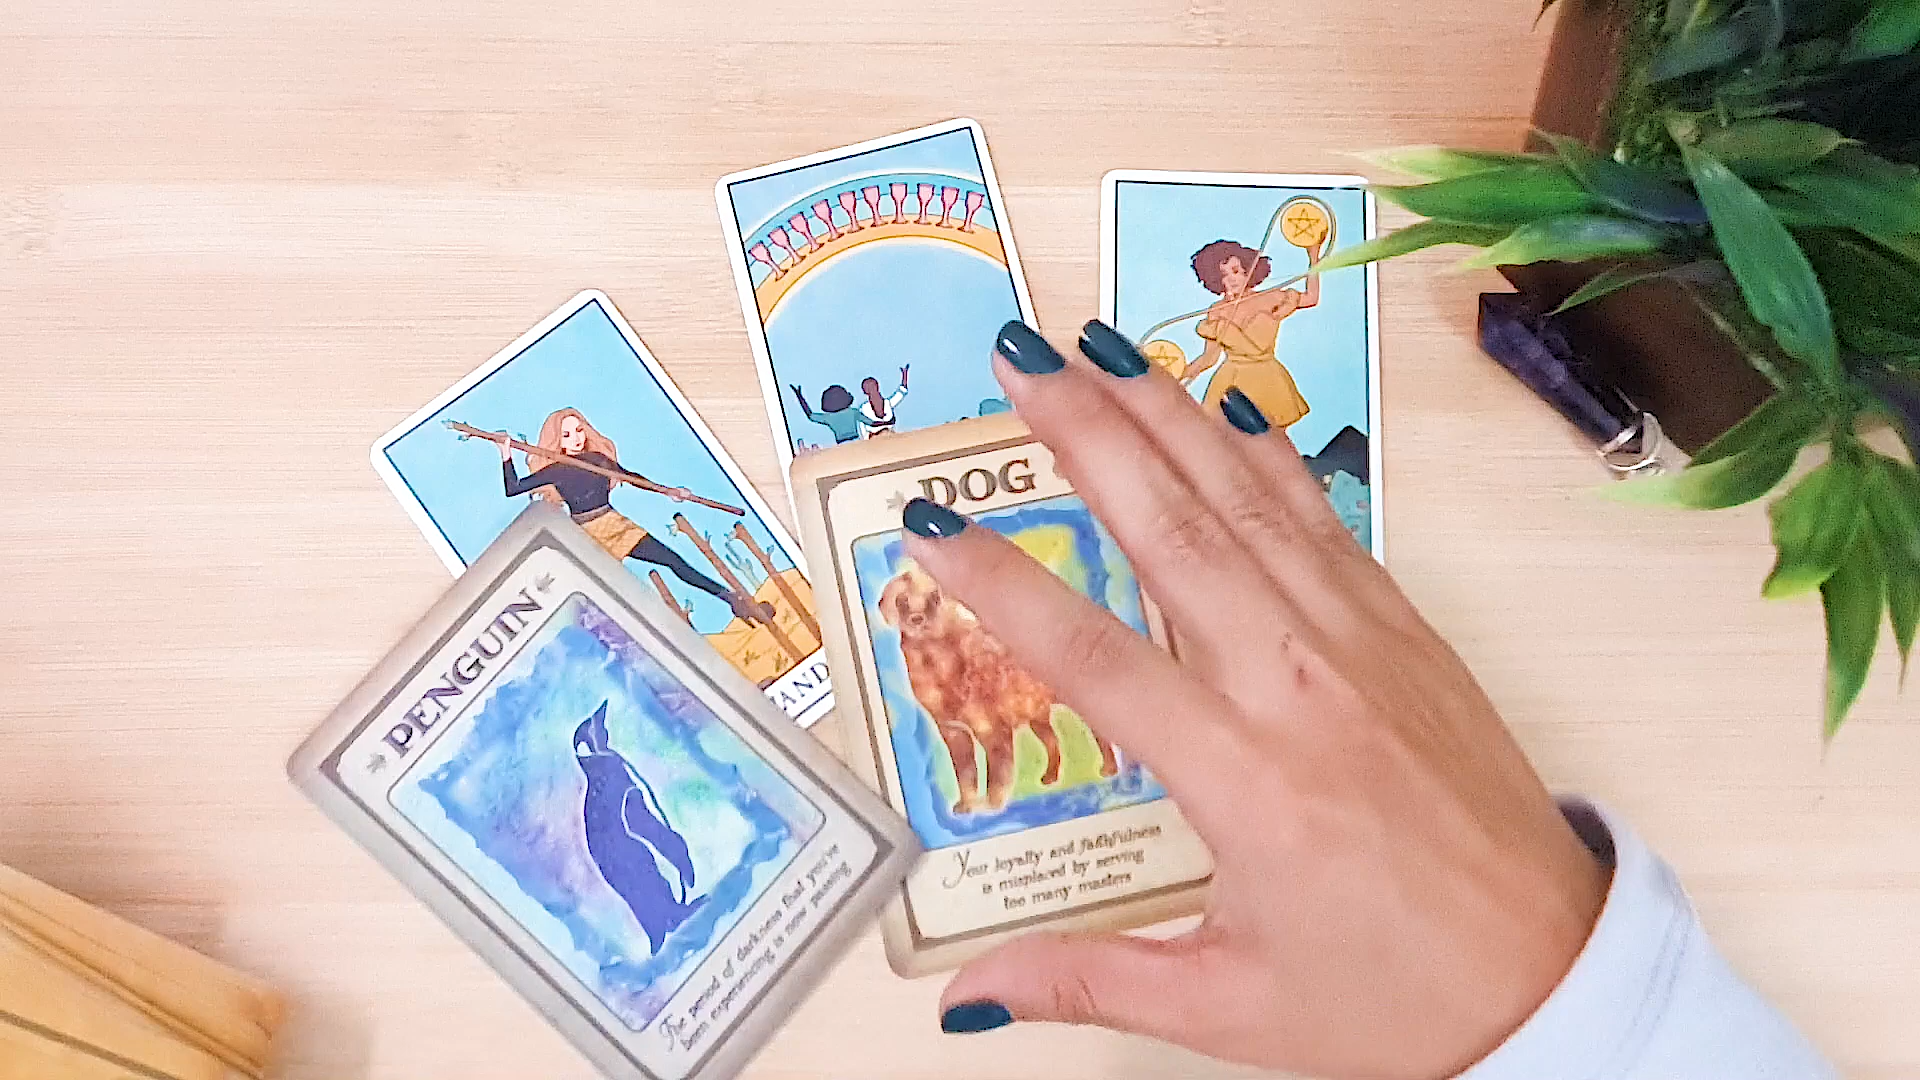 WAND
PENGUIN
The period of darkness that you've
been experiencing is now passing
DOG
Your loyalty and faithfulness
is misplaced by serving
too many masters